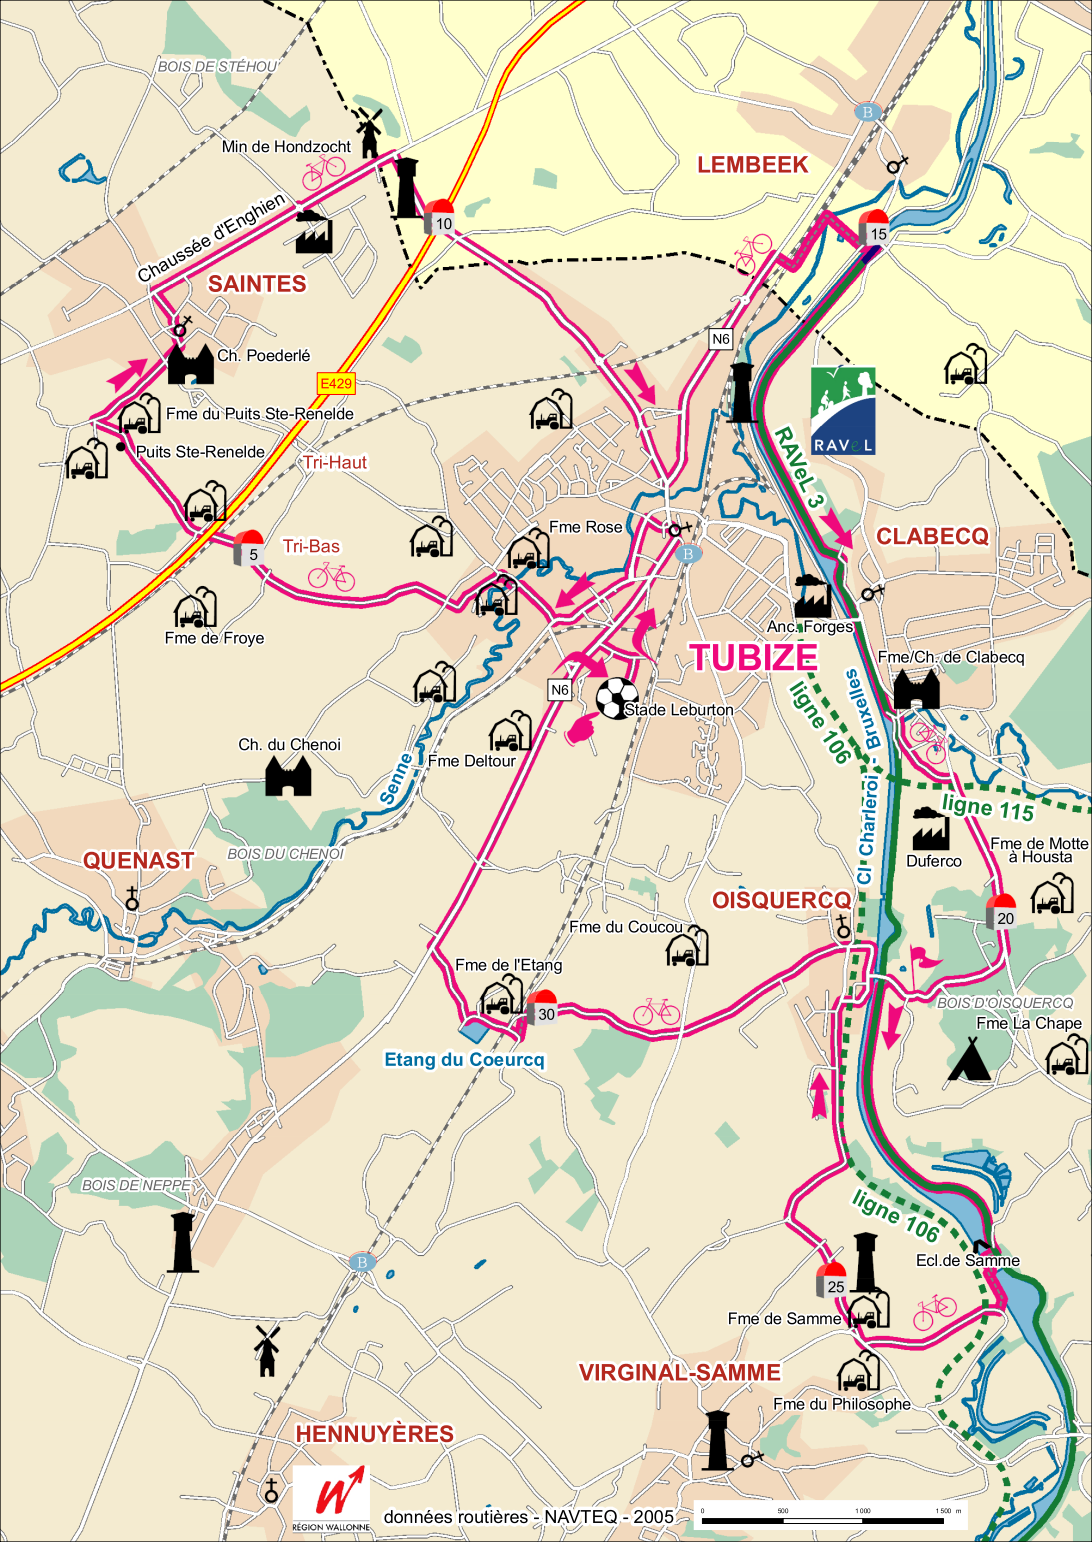 BOIS DE STÉHOU
B
Min de Hondzocht
LEMBEEK
Chaussée d'Enghien
10
15
SAINTES
N6
Ch. Poederlé
E429
Fme du Puits Ste-Renelde
Puits Ste-Renelde
Tri-Haut
RAVeL
RAVeL 3
Fme Rose
CLABECQ
5
Tri-Bas
B
Fme de Froye
Anc. Forges
TUBIZE
Fme/Ch. de Clabecq
N6
Stade Leburton
ligne 106
Ch. du Chenoi
Fme Deltour
Senne
Cl Charleroi - Bruxelles
ligne 115
QUENAST
BOIS DU CHENOI
Duferco
Fme de Motte
à Housta
OISQUERCQ
20
Fme du Coucou
Fme de l'Etang
30
BOIS D'OISQUERCQ
Fme La Chape
Etang du Coeurcq
BOIS DE NEPPE
ligne 106
B
Ecl.de Samme
25
Fme de Samme
VIRGINAL-SAMME
Fme du Philosophe
HENNUYÈRES
W
RÉGION WALLONNE
données routières - NAVTEQ - 2005
0 500 1 000 1 500 m